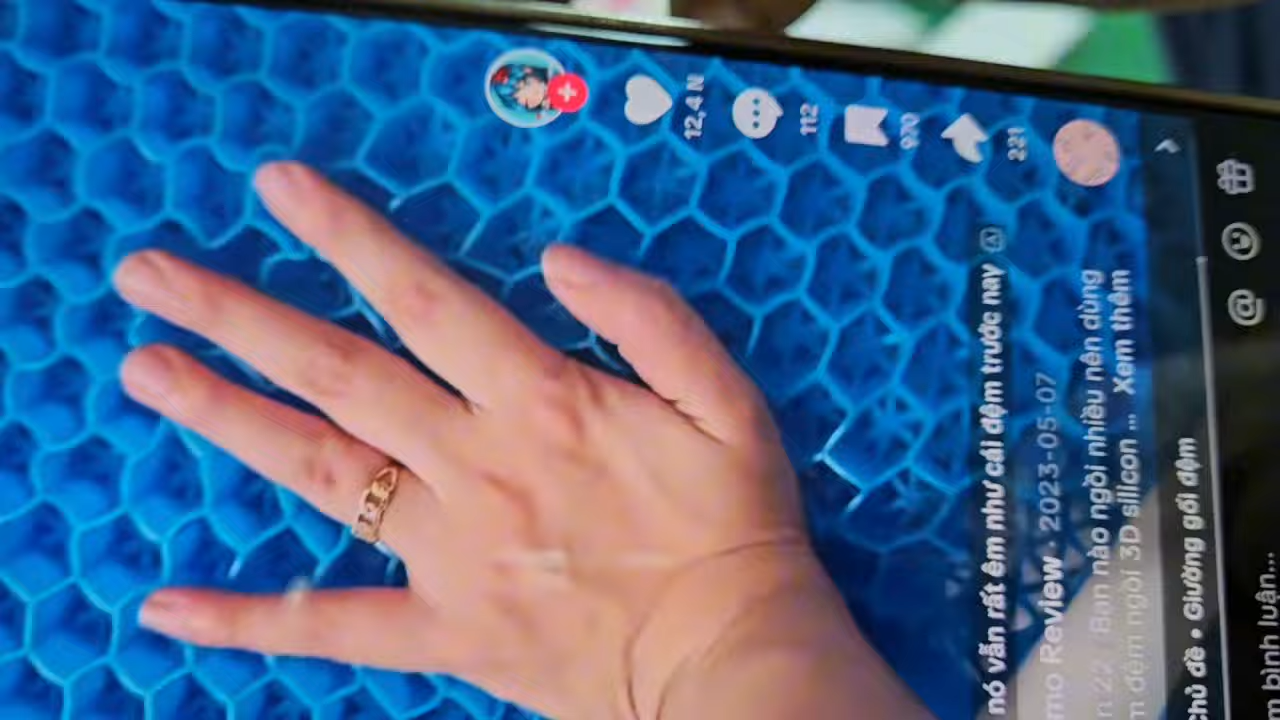 12,4 N
112
970
221
nó vẫn rất êm như cái đệm trước nay
Review · 2023-05-07
Bạn nào ngồi nhiều nên dùng
đệm ngồi 3D silicon ... Xem thêm
chủ đề • Giường gối đệm
bình luận...